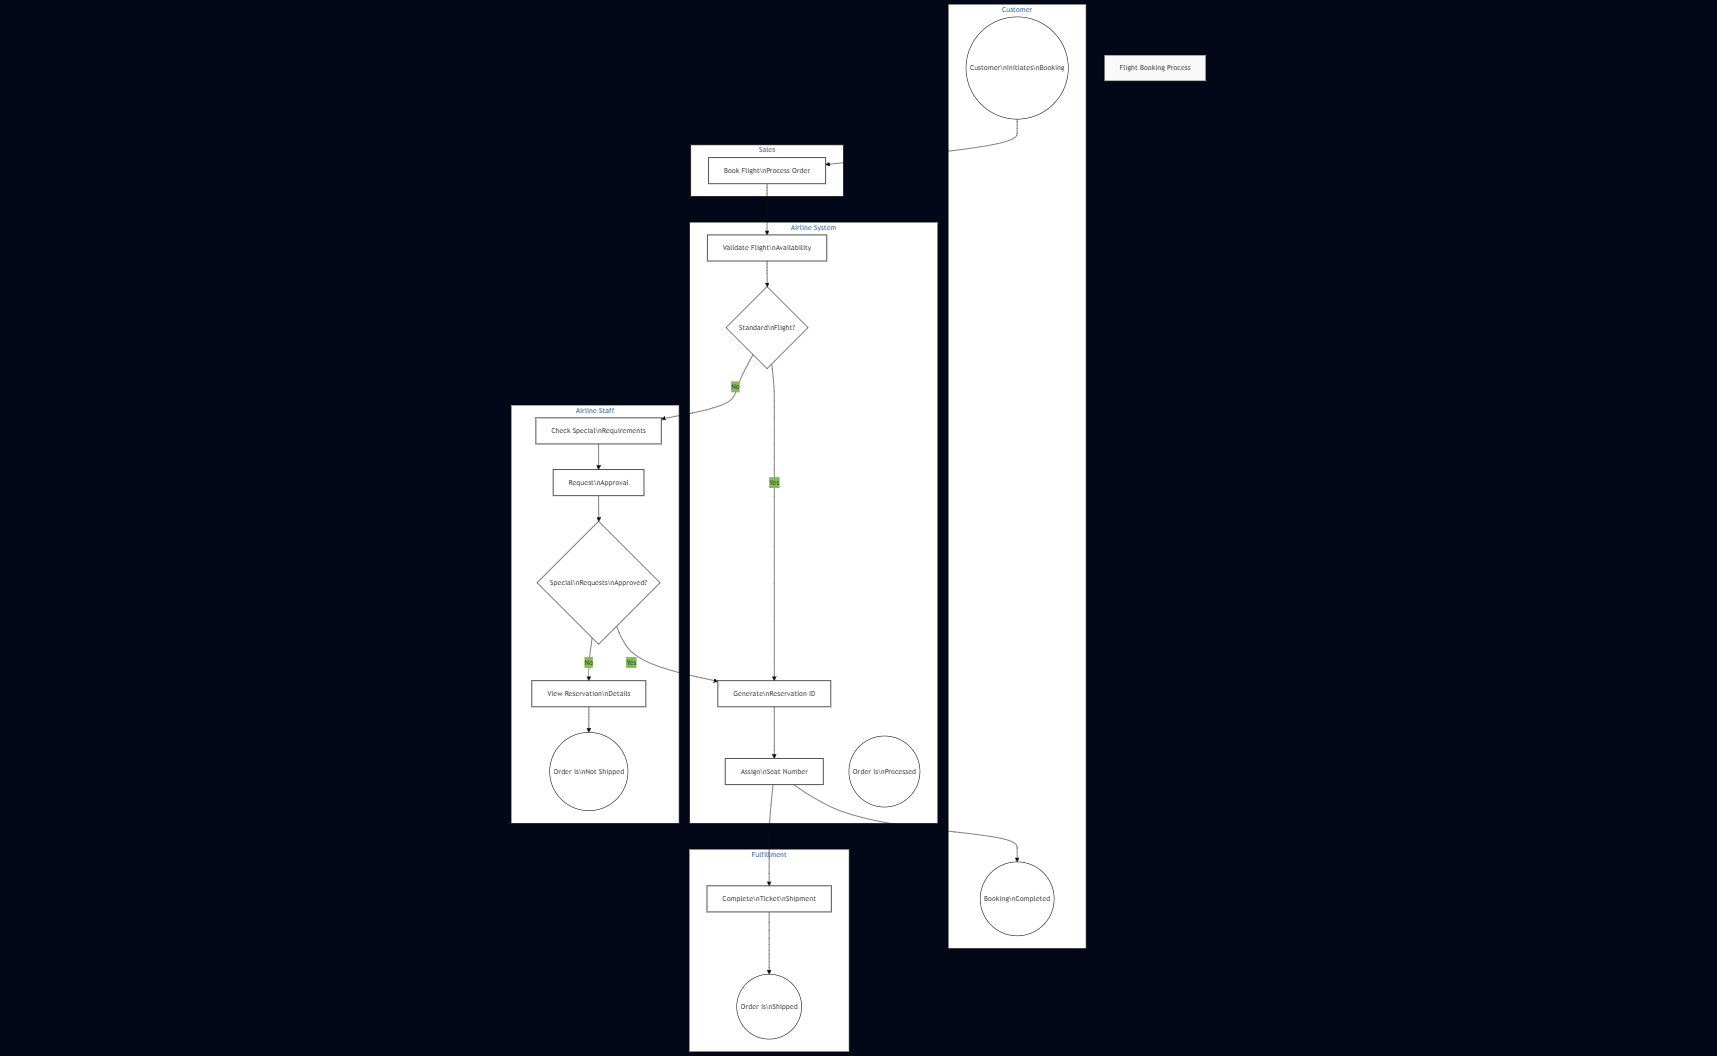 Customer
Customer\nInitiates\nBooking
Flight Booking Process
Sales
Book Flight\nProcess Order
Airline System
Validate Flight\nAvailability
Standard\nFlight?
No
Airline Staff
Check Special\nRequirements
Request\nApproval
Yes
Special\nRequests\nApproved?
No
Yes
View Reservation\nDetails
Generate\nReservation ID
Order is\nNot Shipped
Assign\nSeat Number
Order is\nProcessed
Fulfillment
Complete\nTicket\nShipment
Booking\nCompleted
Order is\nShipped